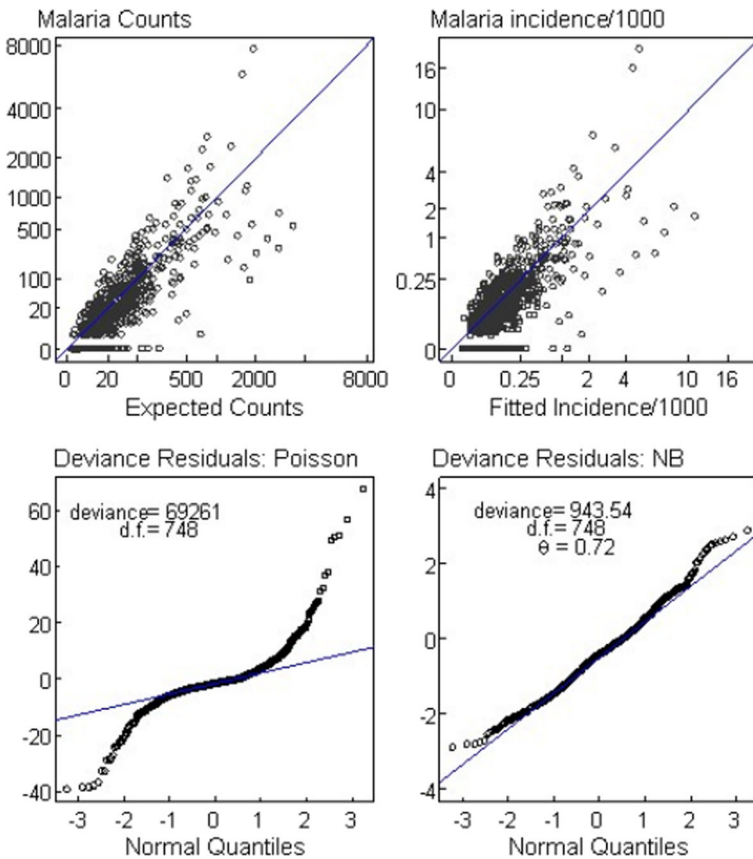 Malaria Counts
8000
4000
2000
1000
500
100
20
0
0 20 500 2000 8000
Expected Counts
Malaria incidence/1000
16
10
4
2
1
0.25
0
0 0.25 2 4 10 16
Fitted Incidence/1000
Deviance Residuals: Poisson
deviance= 69261
d.f.= 748
60
40
20
0
-20
-40
-3 -2 -1 0 1 2 3
Normal Quantiles
Deviance Residuals: NB
deviance= 943.54
d.f.= 748
θ = 0.72
4
2
0
-2
-4
-3 -2 -1 0 1 2 3
Normal Quantiles